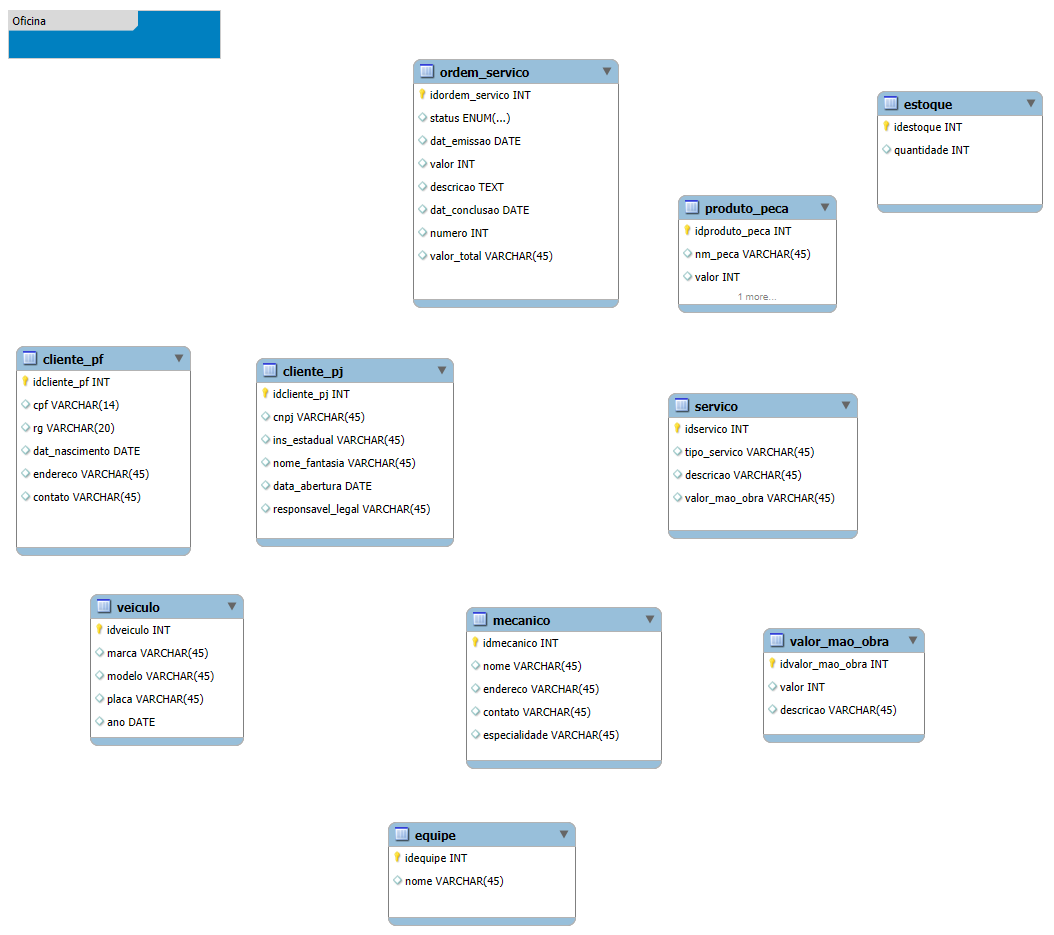 Oficina
ordem_servico
idordem_servico INT
status ENUM(...)
dat_emissao DATE
valor INT
descricao TEXT
dat_conclusao DATE
numero INT
valor_total VARCHAR(45)
estoque
idestoque INT
quantidade INT
produto_peca
idproduto_peca INT
nm_peca VARCHAR(45)
valor INT
1 more...
cliente_pf
idcliente_pf INT
cpf VARCHAR(14)
rg VARCHAR(20)
dat_nascimento DATE
endereco VARCHAR(45)
contato VARCHAR(45)
cliente_pj
idcliente_pj INT
cnpj VARCHAR(45)
ins_estadual VARCHAR(45)
nome_fantasia VARCHAR(45)
data_abertura DATE
responsavel_legal VARCHAR(45)
servico
idservico INT
tipo_servico VARCHAR(45)
descricao VARCHAR(45)
valor_mao_obra VARCHAR(45)
veiculo
idveiculo INT
marca VARCHAR(45)
modelo VARCHAR(45)
placa VARCHAR(45)
ano DATE
mecanico
idmecanico INT
nome VARCHAR(45)
endereco VARCHAR(45)
contato VARCHAR(45)
especialidade VARCHAR(45)
valor_mao_obra
idvalor_mao_obra INT
valor INT
descricao VARCHAR(45)
equipe
idequipe INT
nome VARCHAR(45)